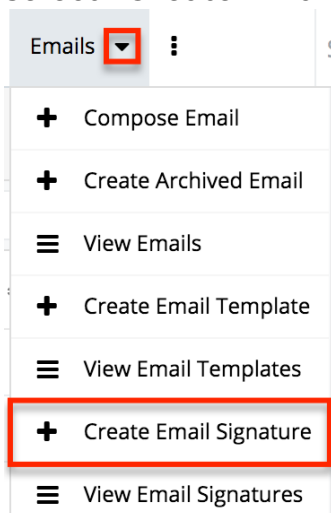 Emails
Compose Email
Create Archived Email
View Emails
Create Email Template
View Email Templates
Create Email Signature
View Email Signatures